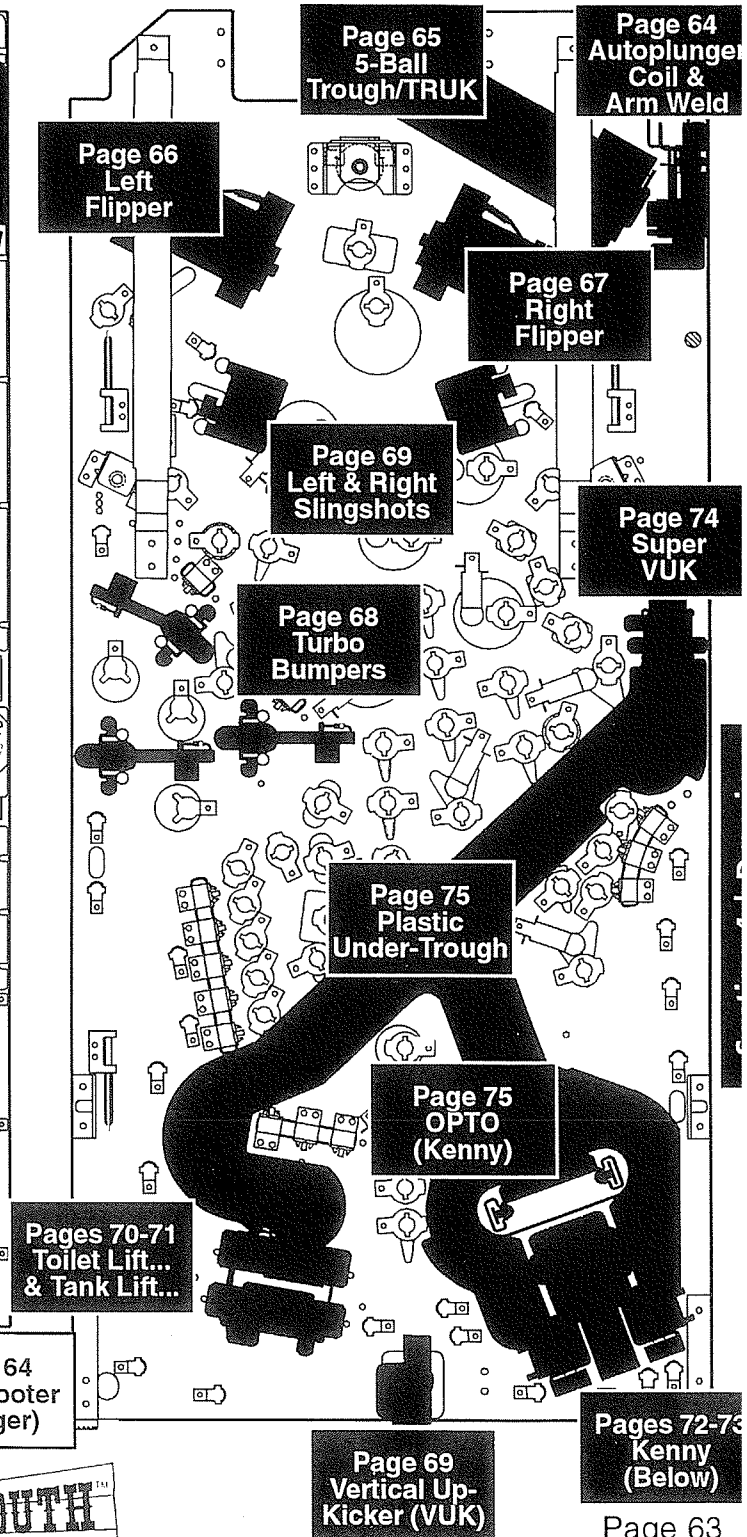 Page 65
5-Ball
Trough/TRUK
Page 64
Autoplunger
Coil &
Arm Weld
Page 66
Left
Flipper
Page 67
Right
Flipper
Page 69
Left & Right
Slingshots
Page 74
Super
VUK
Page 68
Turbo
Bumpers
Page 75
Plastic
Under-Trough
Page 75
OPTO
(Kenny)
Pages 70-71
Toilet Lift...
& Tank Lift...
64
ooter
ger)
Page 69
Vertical Up-
Kicker (VUK)
Pages 72-73
Kenny
(Below)
OUTH™
Page 63